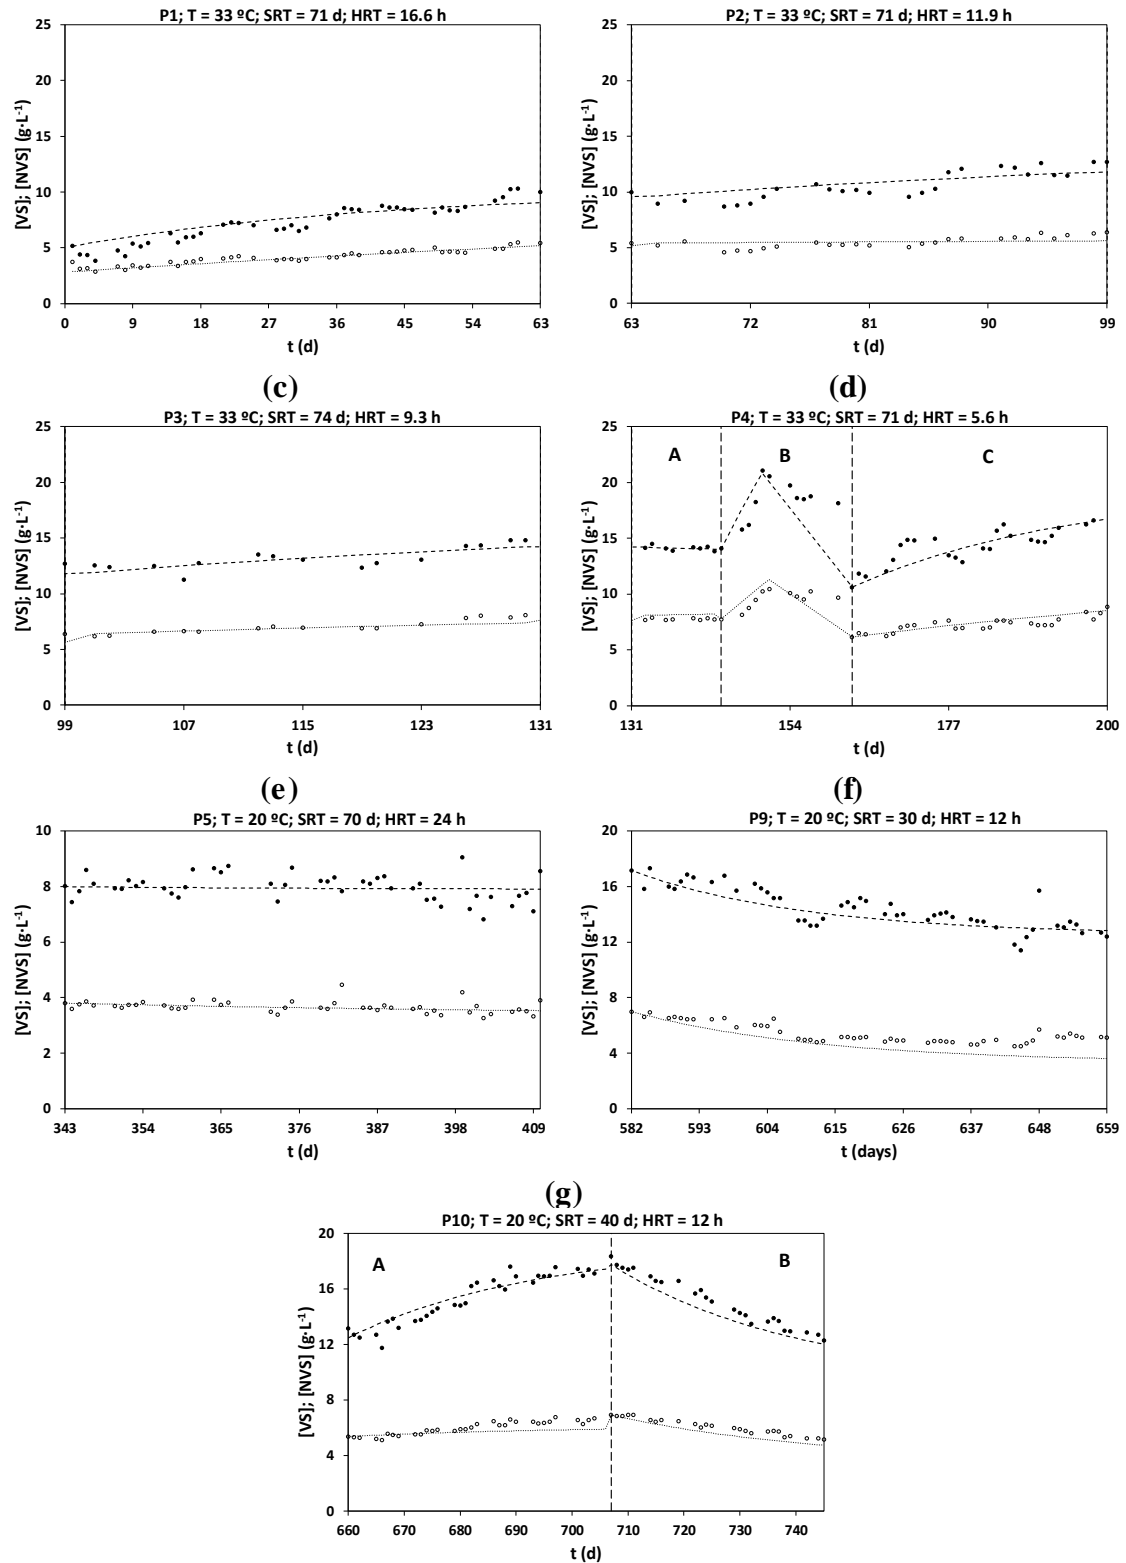 P1; T = 33 ºC; SRT = 71 d; HRT = 16.6 h
[VS]; [NVS] (g·L⁻¹)
25
20
15
10
5
0
0 9 18 27 36 45 54 63
t (d)
P2; T = 33 ºC; SRT = 71 d; HRT = 11.9 h
[VS]; [NVS] (g·L⁻¹)
25
20
15
10
5
0
63 72 81 90 99
t (d)
(c)
(d)
P3; T = 33 ºC; SRT = 74 d; HRT = 9.3 h
[VS]; [NVS] (g·L⁻¹)
25
20
15
10
5
0
99 107 115 123 131
t (d)
P4; T = 33 ºC; SRT = 71 d; HRT = 5.6 h
[VS]; [NVS] (g·L⁻¹)
25
20
15
10
5
0
A B C
131 154 177 200
t (d)
(e)
(f)
P5; T = 20 ºC; SRT = 70 d; HRT = 24 h
[VS]; [NVS] (g·L⁻¹)
10
8
6
4
2
0
343 354 365 376 387 398 409
t (d)
P9; T = 20 ºC; SRT = 30 d; HRT = 12 h
[VS]; [NVS] (g·L⁻¹)
20
16
12
8
4
0
582 593 604 615 626 637 648 659
t (days)
(g)
P10; T = 20 ºC; SRT = 40 d; HRT = 12 h
[VS]; [NVS] (g·L⁻¹)
20
16
12
8
4
0
A B
660 670 680 690 700 710 720 730 740
t (d)